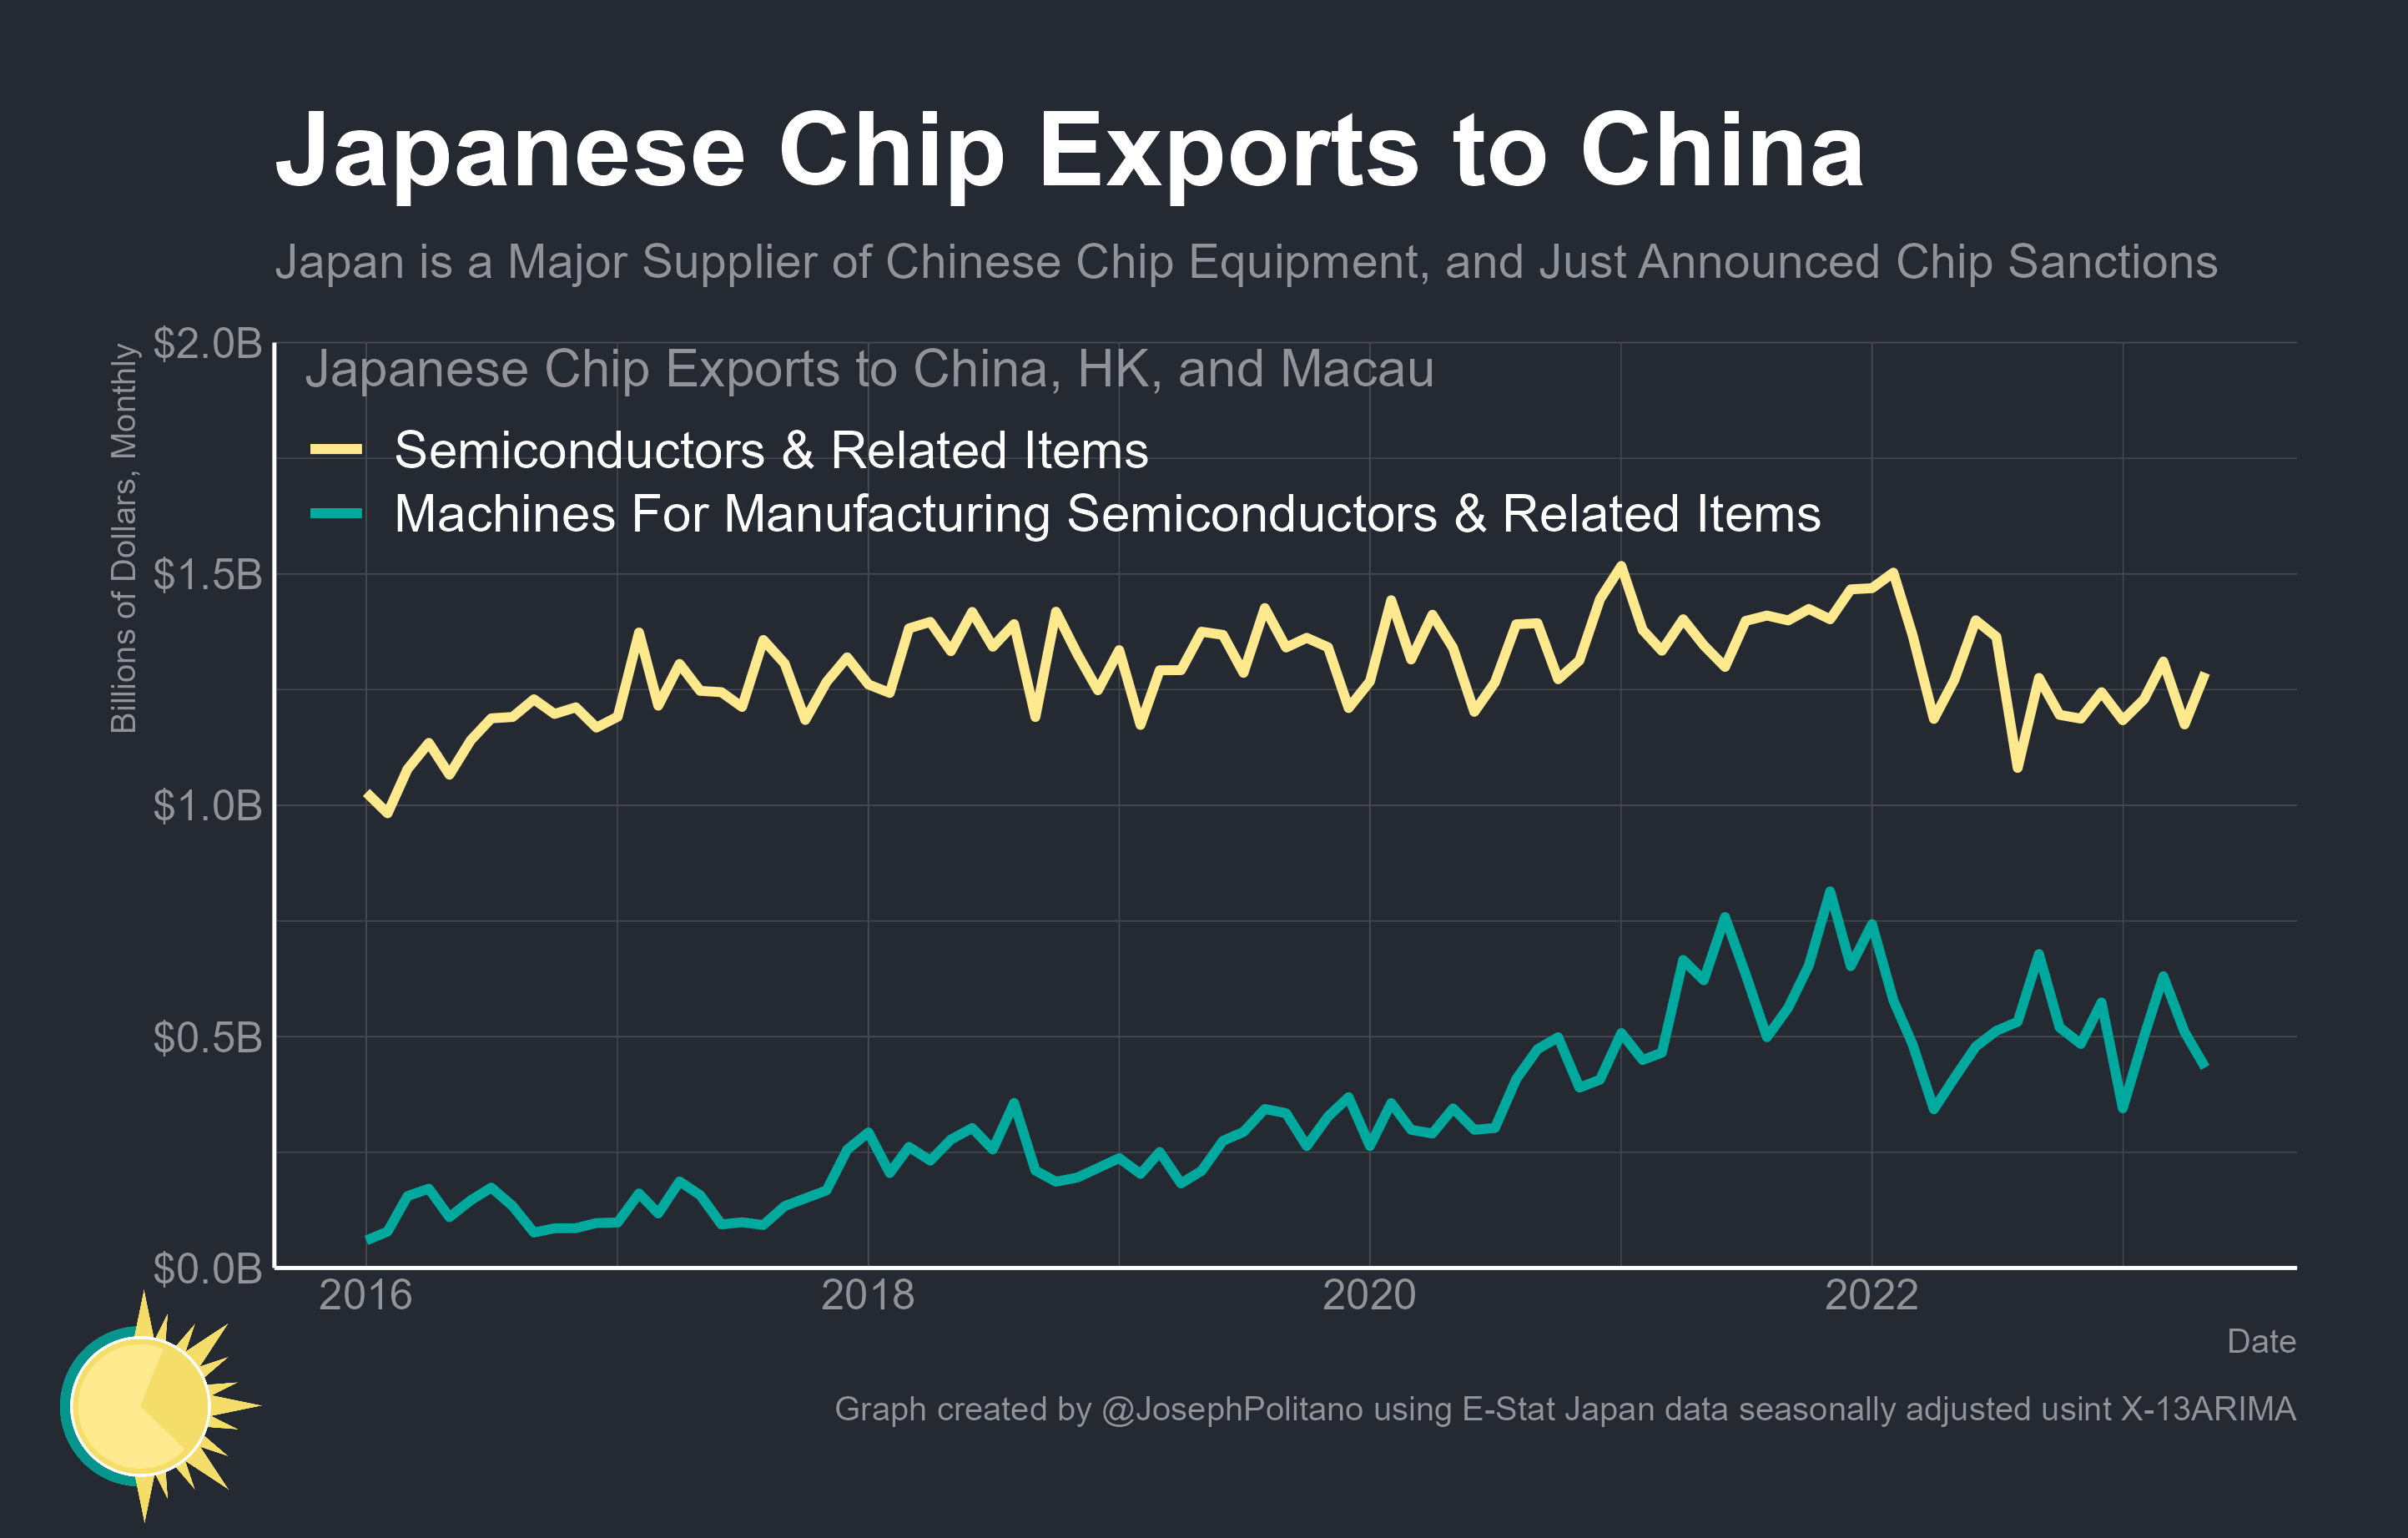 Japanese Chip Exports to China
Japan is a Major Supplier of Chinese Chip Equipment, and Just Announced Chip Sanctions
Billions of Dollars, Monthly
$2.0B
Japanese Chip Exports to China, HK, and Macau
Semiconductors & Related Items
Machines For Manufacturing Semiconductors & Related Items
$1.5B
$1.0B
$0.5B
$0.0B
2016 2018 2020 2022
Date
Graph created by @JosephPolitano using E-Stat Japan data seasonally adjusted usint X-13ARIMA